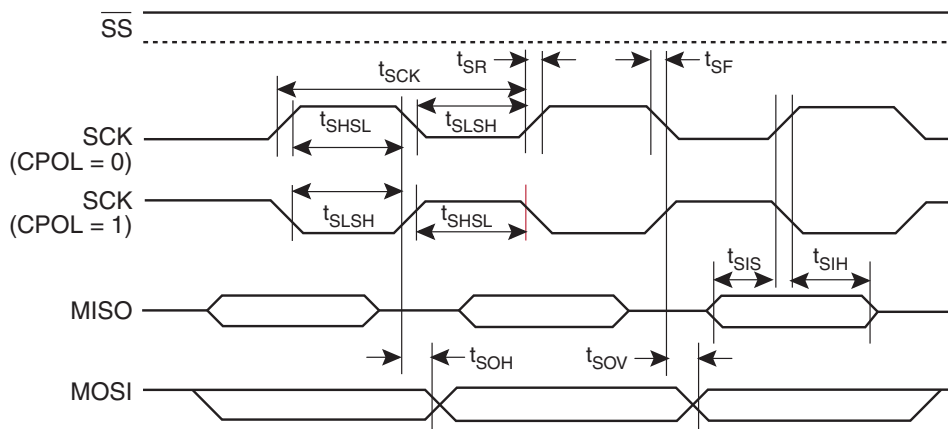 SS
tSR
tSF
tSCK
tSHSL
tSLSH
SCK
(CPOL = 0)
SCK
(CPOL = 1)
tSLSH
tSHSL
tSIS
tSIH
MISO
tSOH
tSOV
MOSI